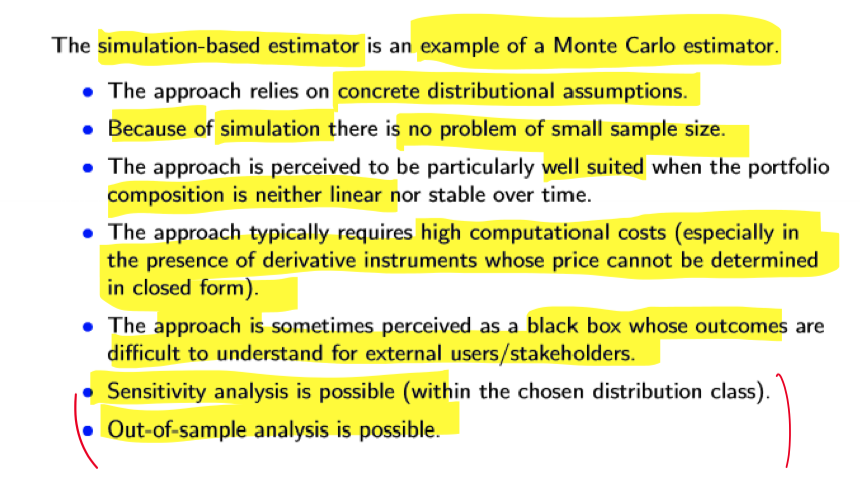 The simulation-based estimator is an example of a Monte Carlo estimator.
• The approach relies on concrete distributional assumptions.
• Because of simulation there is no problem of small sample size.
• The approach is perceived to be particularly well suited when the portfolio
composition is neither linear nor stable over time.
• The approach typically requires high computational costs (especially in
the presence of derivative instruments whose price cannot be determined
in closed form).
• The approach is sometimes perceived as a black box whose outcomes are
difficult to understand for external users/stakeholders.
• Sensitivity analysis is possible (within the chosen distribution class).
• Out-of-sample analysis is possible.